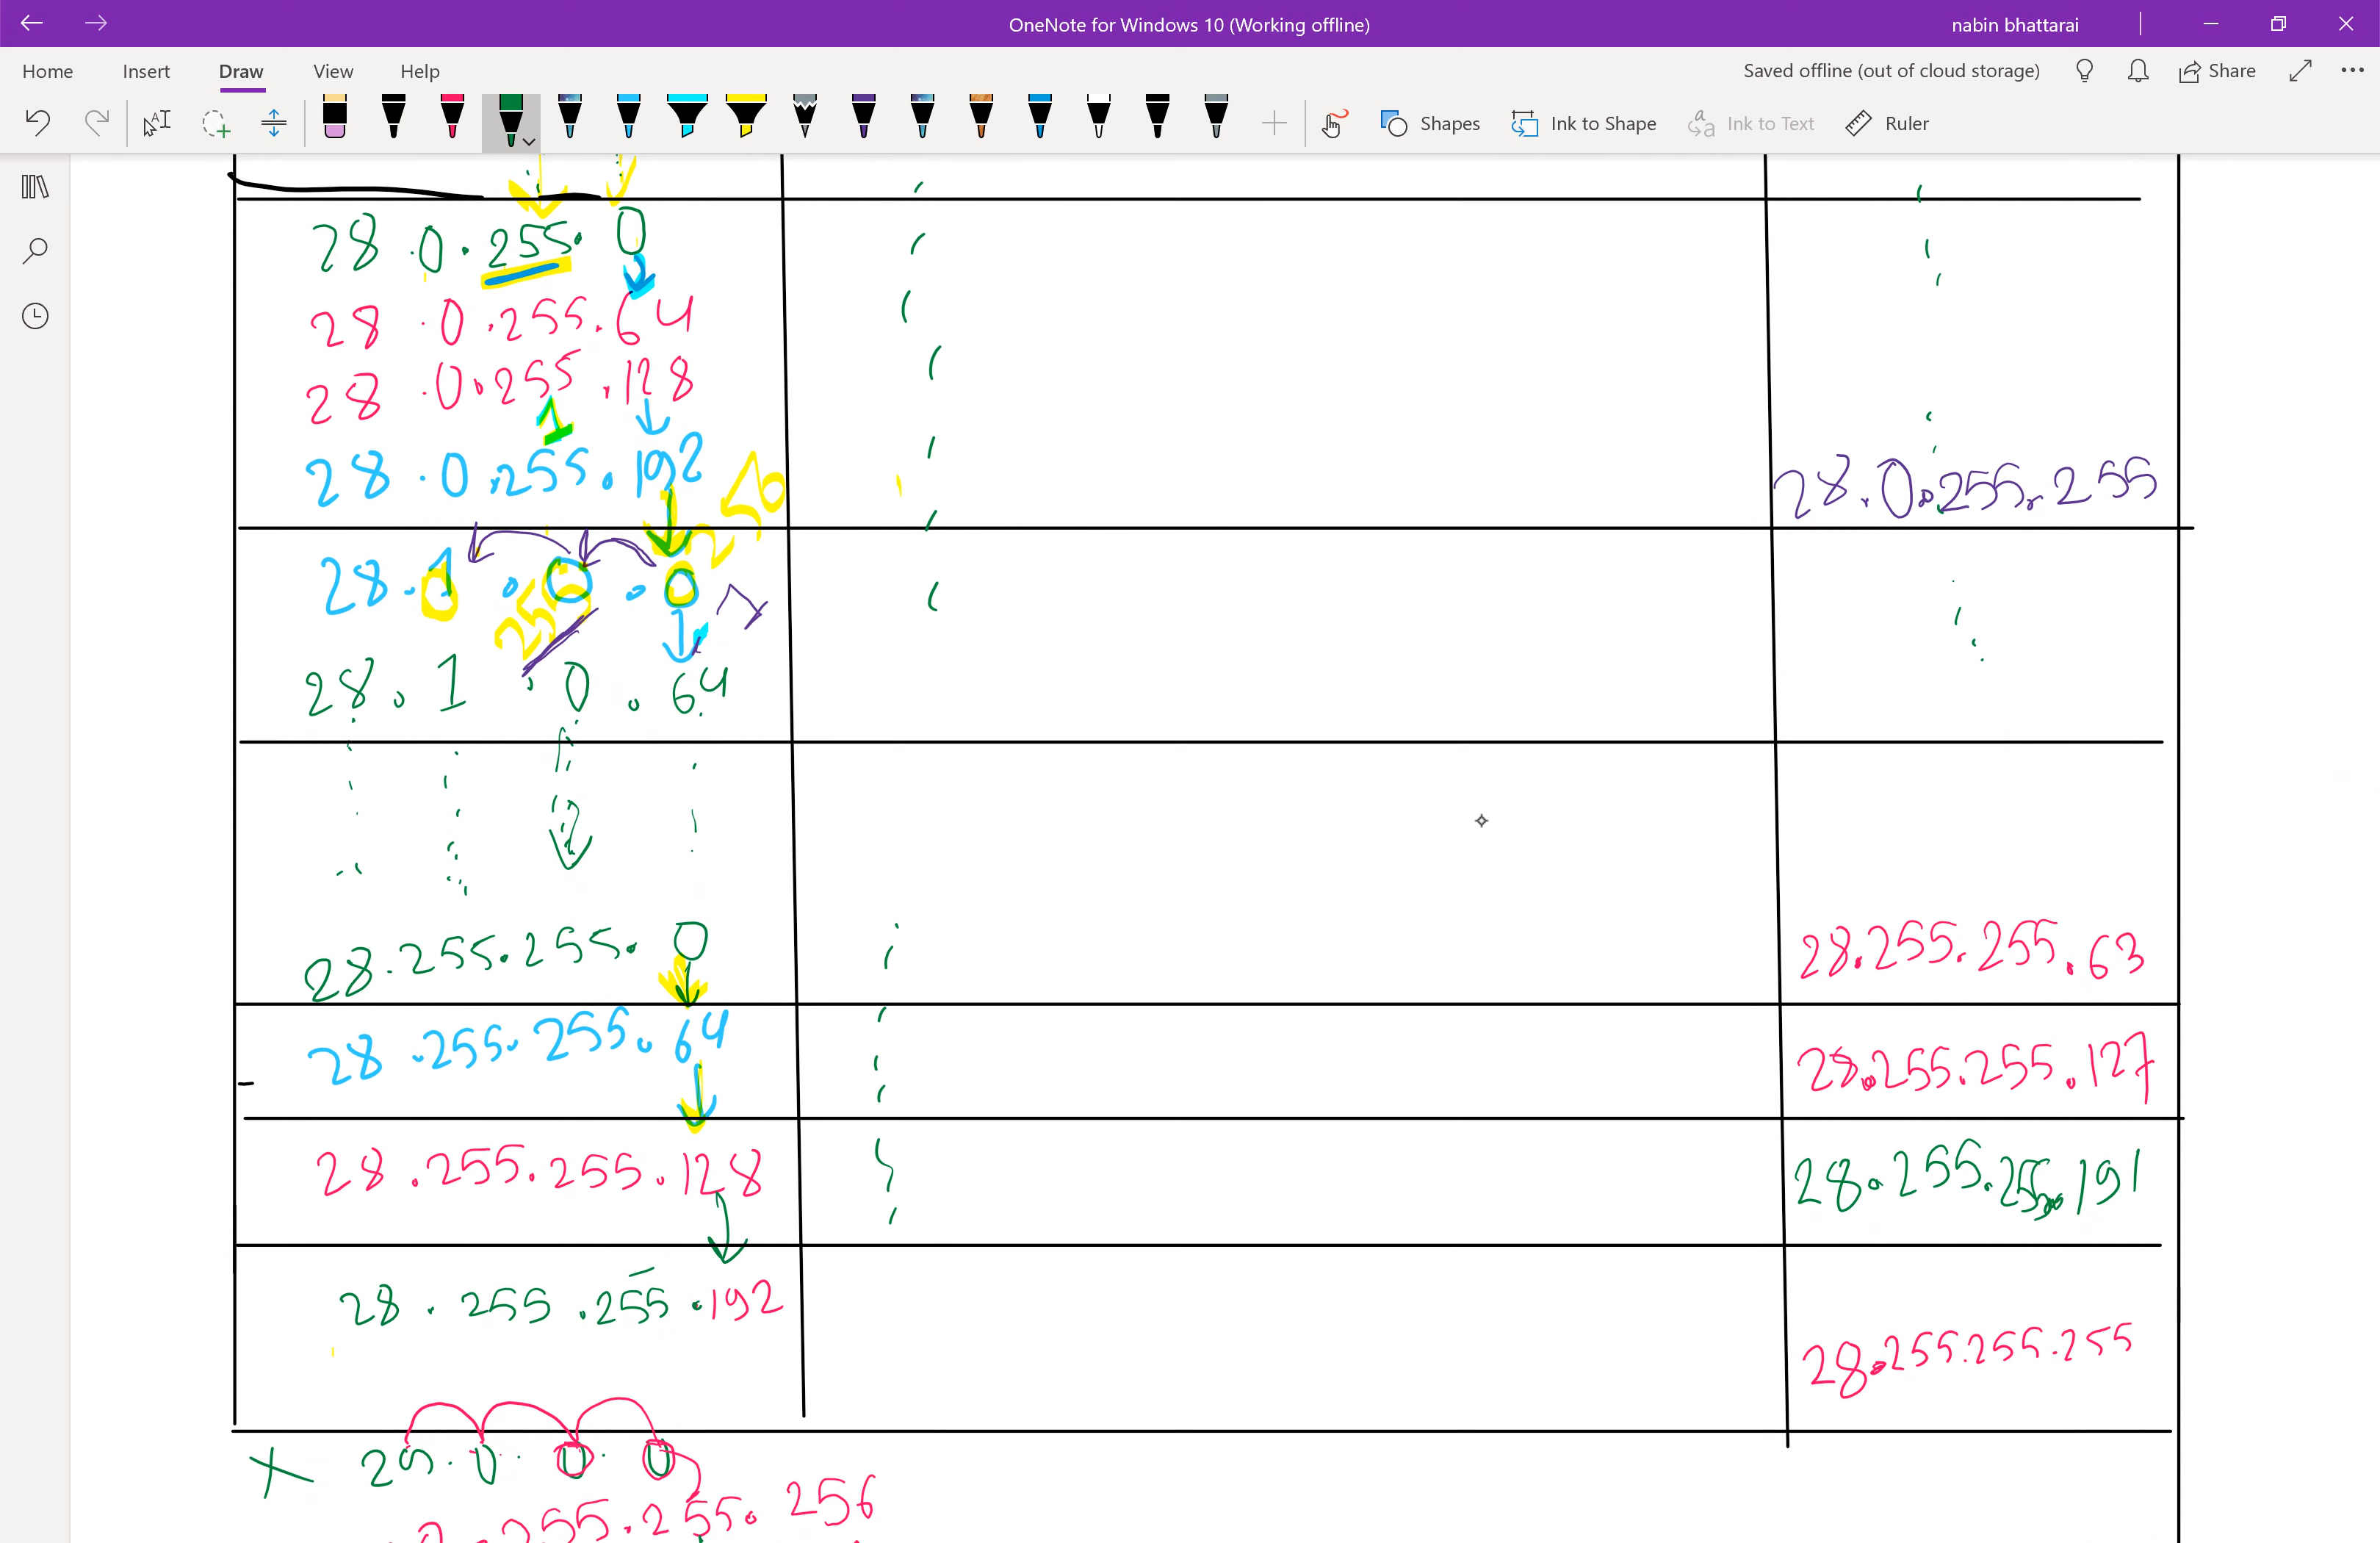 OneNote for Windows 10 (Working offline)
nabin bhattarai
Home Insert Draw View Help
Saved offline (out of cloud storage)
Share
Shapes
Ink to Shape
Ink to Text
Ruler
28.0.255.0
28.0.255.64
28.0.255.128
1
28.0.255.192
28.0.255.255
256
28.1.0.0
256
28.1.0.64
28.255.255.0
28.255.255.63
28.255.255.64
28.255.255.127
28.255.255.128
28.255.255.191
28.255.255.192
28.255.255.255
X 29.0.0.0
.255.255.256